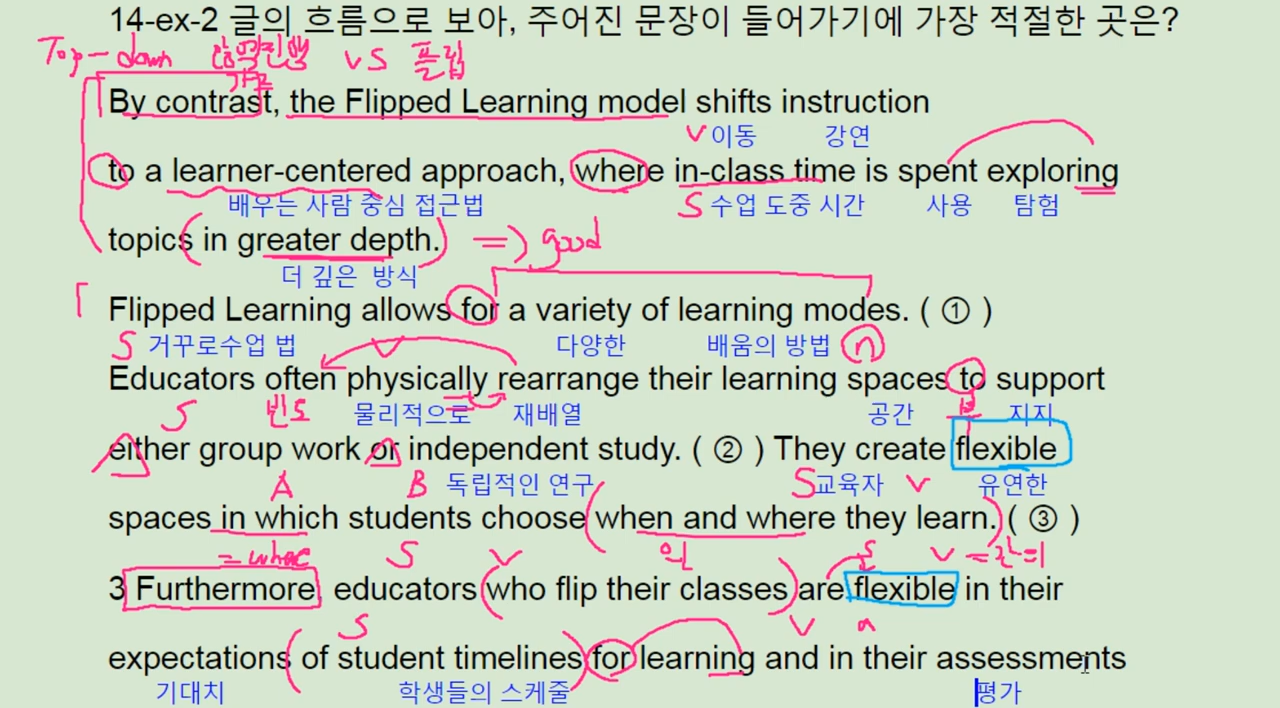 14-ex-2 글의 흐름으로 보아, 주어진 문장이 들어가기에 가장 적절한 곳은?
Top-down vs 플립
By contrast, the Flipped Learning model shifts instruction
V 이동 강연
to a learner-centered approach, where in-class time is spent exploring
배우는 사람 중심 접근법 S 수업 도중 시간 사용 탐험
topics in greater depth. => good
더 깊은 방식
Flipped Learning allows for a variety of learning modes. ( ① )
S 거꾸로수업 법 V 다양한 배움의 방법 n
Educators often physically rearrange their learning spaces to support
S 빈도 물리적으로 재배열 공간 지지
either group work or independent study. ( ② ) They create flexible
A B 독립적인 연구 S 교육자 V 유연한
spaces in which students choose when and where they learn. ( ③ )
= where S V S V
3 Furthermore, educators who flip their classes are flexible in their
S V a
expectations of student timelines for learning and in their assessments
기대치 학생들의 스케줄 평가